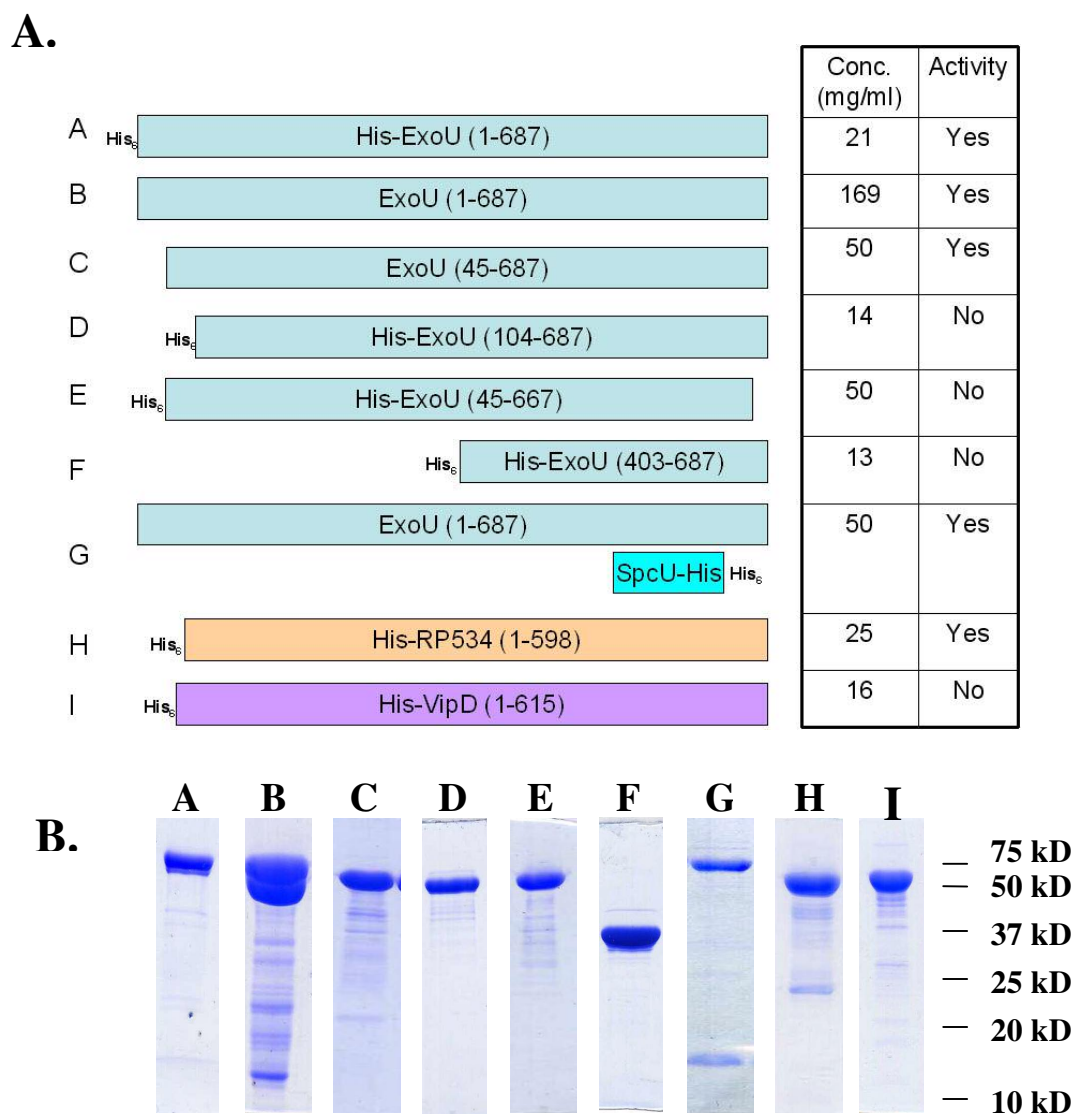 A.
Conc. (mg/ml) Activity
A His₆ His-ExoU (1-687) 21 Yes
B ExoU (1-687) 169 Yes
C ExoU (45-687) 50 Yes
D His₆ His-ExoU (104-687) 14 No
E His₆ His-ExoU (45-667) 50 No
F His₆ His-ExoU (403-687) 13 No
G ExoU (1-687) 50 Yes
SpcU-His His₆
H His₆ His-RP534 (1-598) 25 Yes
I His₆ His-VipD (1-615) 16 No
B.
A B C D E F G H I
75 kD
50 kD
37 kD
25 kD
20 kD
10 kD